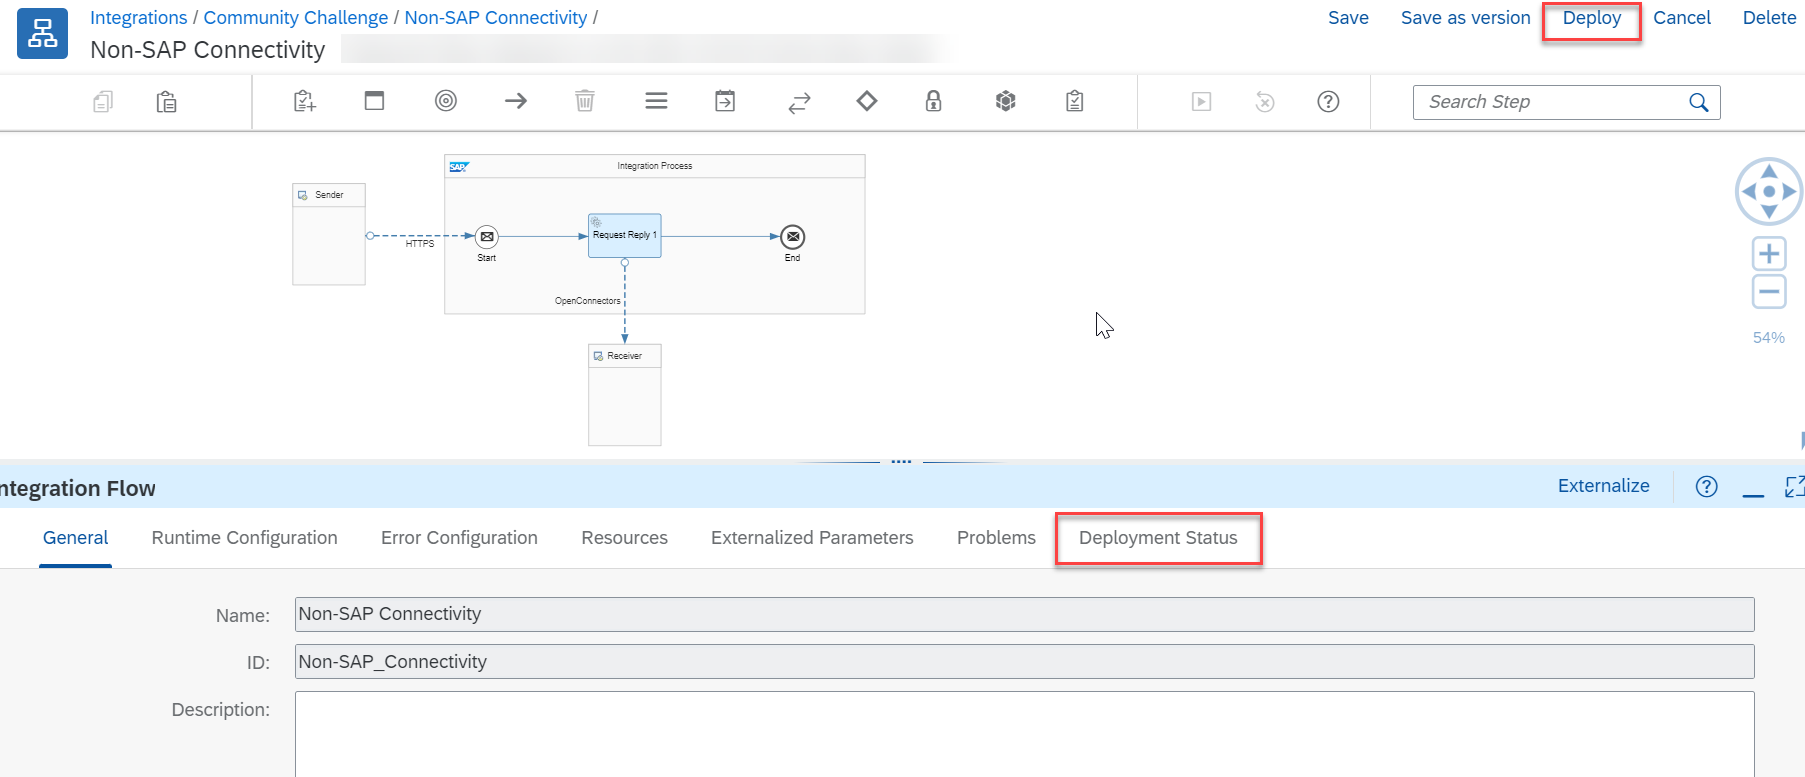 Integrations / Community Challenge / Non-SAP Connectivity /
Save Save as version Deploy Cancel Delete
Non-SAP Connectivity
Search Step
SAP Integration Process
Sender
Request Reply 1
HTTPS
Start
End
OpenConnectors
54%
Receiver
ntegration Flow
Externalize
General Runtime Configuration Error Configuration Resources Externalized Parameters Problems Deployment Status
Name: Non-SAP Connectivity
ID: Non-SAP_Connectivity
Description: